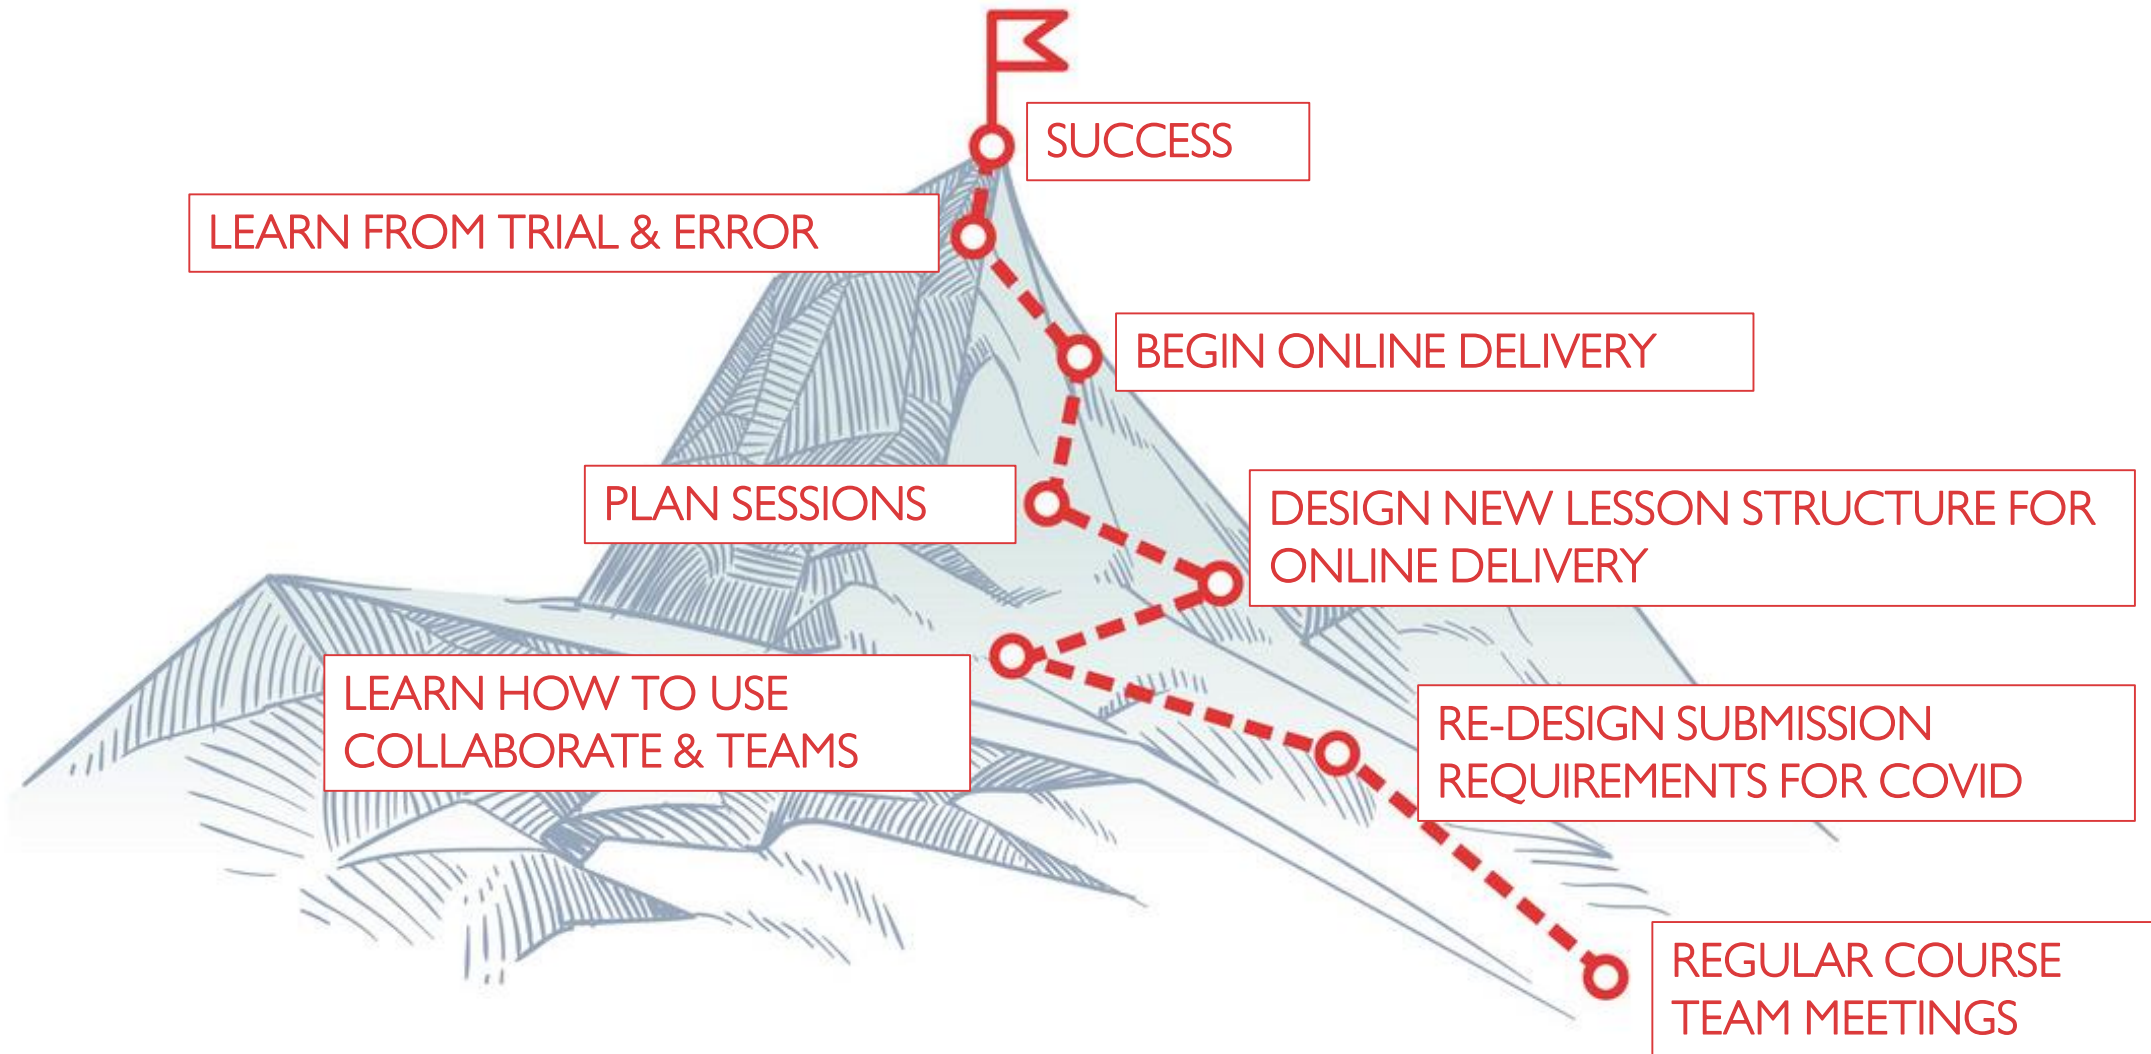 SUCCESS
LEARN FROM TRIAL & ERROR
BEGIN ONLINE DELIVERY
PLAN SESSIONS
DESIGN NEW LESSON STRUCTURE FOR
ONLINE DELIVERY
LEARN HOW TO USE
COLLABORATE & TEAMS
RE-DESIGN SUBMISSION
REQUIREMENTS FOR COVID
REGULAR COURSE
TEAM MEETINGS